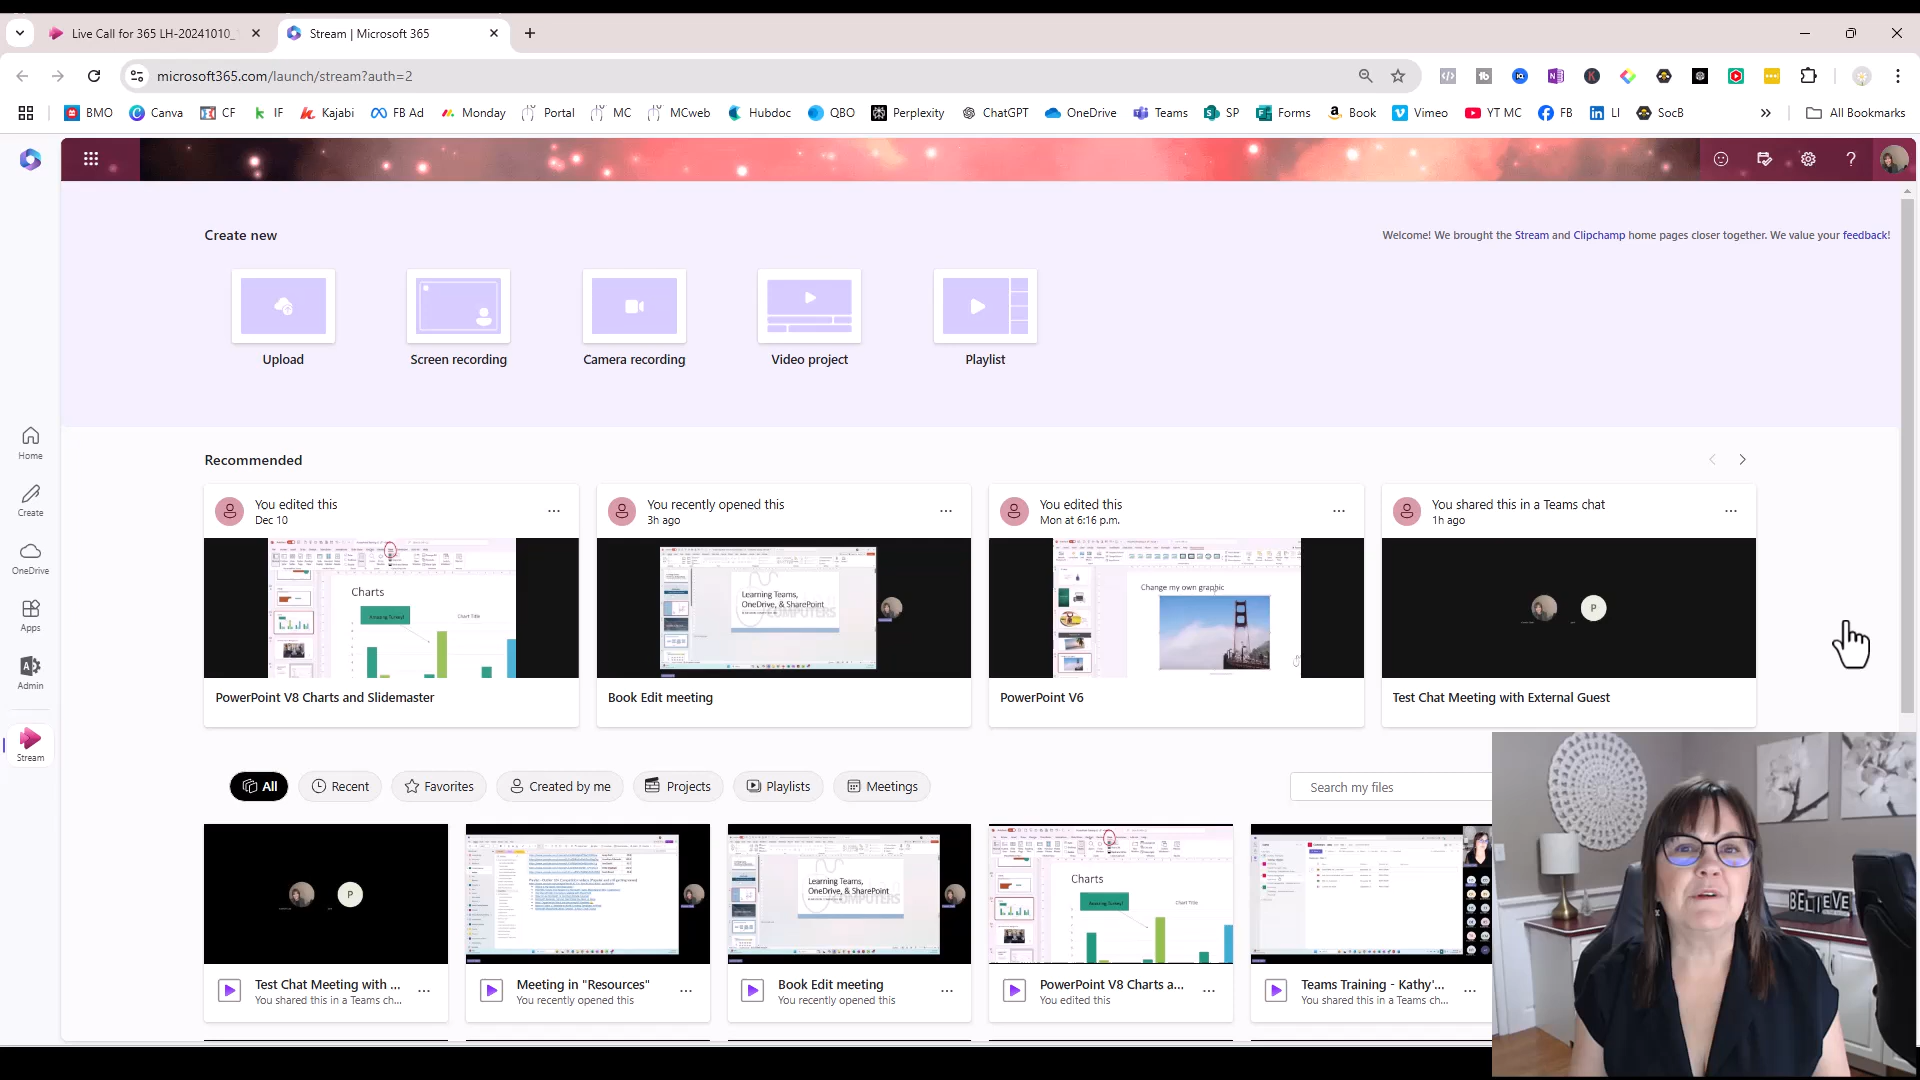 Live Call for 365 LH-20241010_
Stream | Microsoft 365
microsoft365.com/launch/stream?auth=2
BMO
Canva
CF
IF
Kajabi
FB Ad
Monday
Portal
MC
MCweb
Hubdoc
QBO
Perplexity
ChatGPT
OneDrive
Teams
SP
Forms
Book
Vimeo
YT MC
FB
LI
SocB
All Bookmarks
Create new
Welcome! We brought the Stream and Clipchamp home pages closer together. We value your feedback!
Upload
Screen recording
Camera recording
Video project
Playlist
Home
Create
OneDrive
Apps
Admin
Stream
Recommended
You edited this
Dec 10
Charts
Amazing Turkey!
Chart Title
PowerPoint V8 Charts and Slidemaster
You recently opened this
3h ago
Learning Teams,
OneDrive, & SharePoint
COMPUTERS
Book Edit meeting
You edited this
Mon at 6:16 p.m.
Change my own graphic
PowerPoint V6
You shared this in a Teams chat
1h ago
P
Test Chat Meeting with External Guest
All
Recent
Favorites
Created by me
Projects
Playlists
Meetings
Search my files
P
Test Chat Meeting with ...
You shared this in a Teams ch...
Meeting in "Resources"
You recently opened this
Learning Teams,
OneDrive, & SharePoint
COMPUTERS
Book Edit meeting
You recently opened this
Charts
Chart Title
PowerPoint V8 Charts a...
You edited this
Teams Training - Kathy'...
You shared this in a Teams ch...
BELIEVE